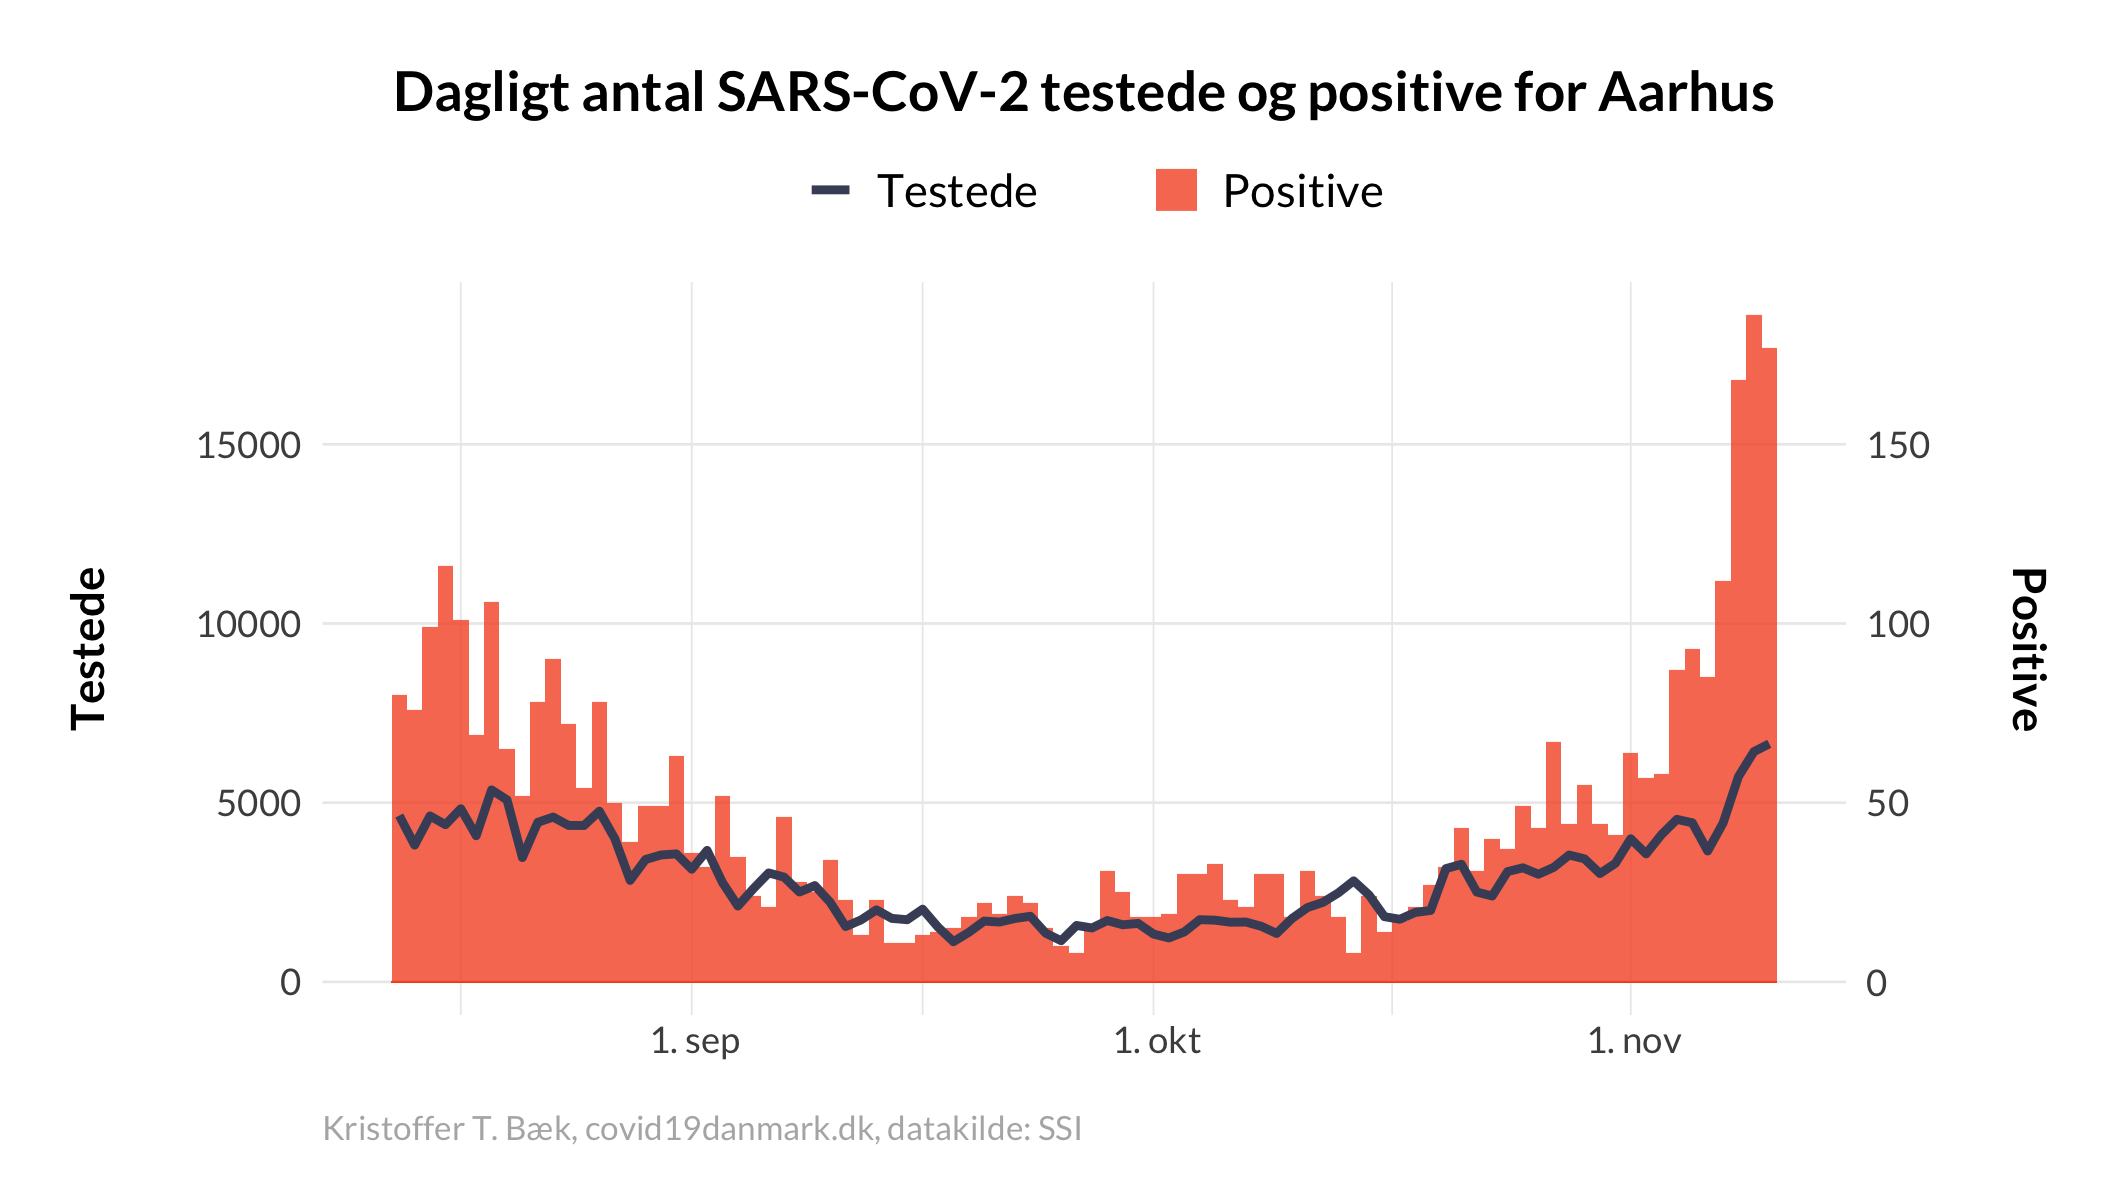 Dagligt antal SARS-CoV-2 testede og positive for Aarhus
Testede
Positive
Testede
15000
10000
5000
0
150
100
50
0
Positive
1. sep
1. okt
1. nov
Kristoffer T. Bæk, covid19danmark.dk, datakilde: SSI